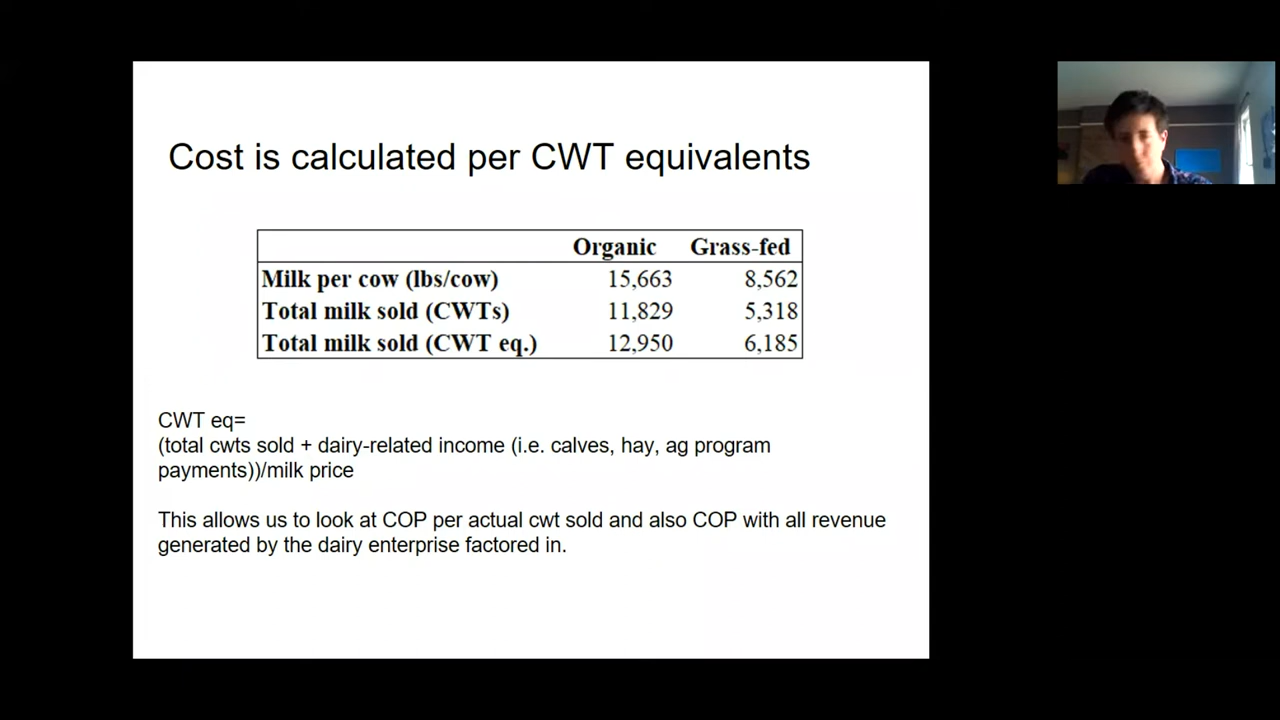 Cost is calculated per CWT equivalents
Organic Grass-fed
Milk per cow (lbs/cow) 15,663 8,562
Total milk sold (CWTs) 11,829 5,318
Total milk sold (CWT eq.) 12,950 6,185
CWT eq=
(total cwts sold + dairy-related income (i.e. calves, hay, ag program
payments))/milk price
This allows us to look at COP per actual cwt sold and also COP with all revenue
generated by the dairy enterprise factored in.